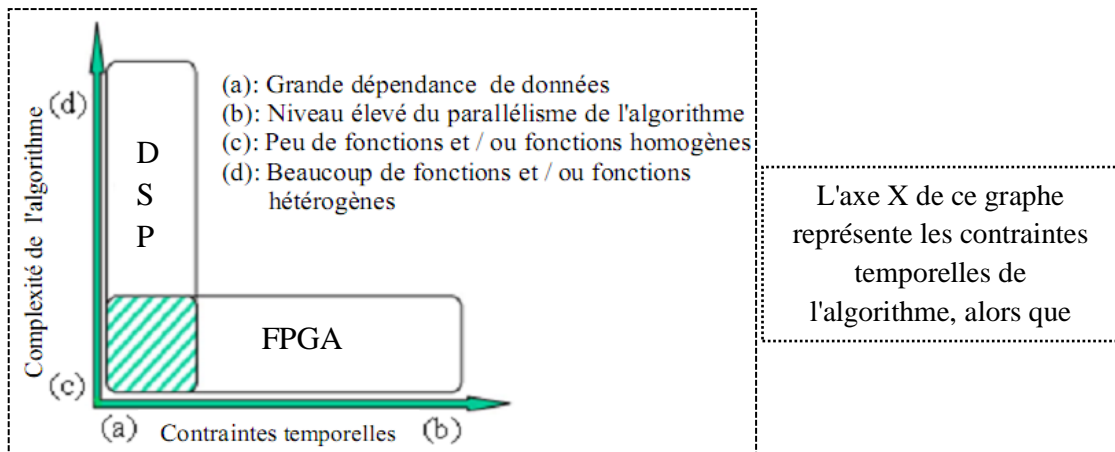 Complexité de l'algorithme
(d)
(c)
D
S
P
FPGA
(a): Grande dépendance de données
(b): Niveau élevé du parallélisme de l'algorithme
(c): Peu de fonctions et / ou fonctions homogènes
(d): Beaucoup de fonctions et / ou fonctions
hétérogènes
(a) Contraintes temporelles (b)
L'axe X de ce graphe
représente les contraintes
temporelles de
l'algorithme, alors que